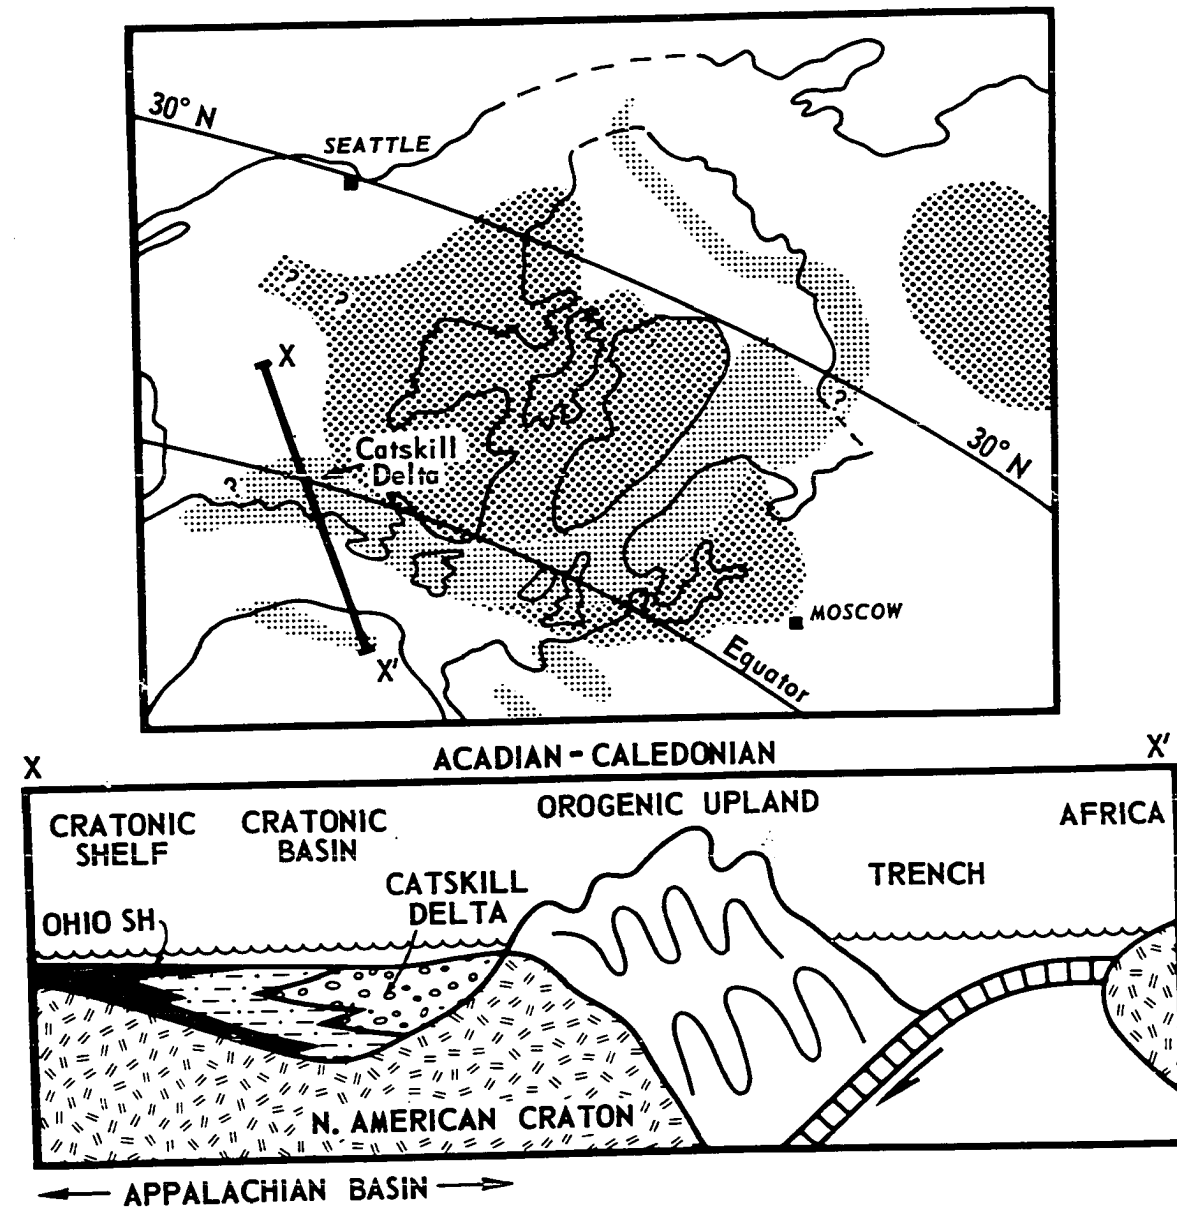 30° N
SEATTLE
?
?
X
Catskill
Delta
?
?
30° N
MOSCOW
X'
Equator
ACADIAN - CALEDONIAN
X
X'
OROGENIC UPLAND
CRATONIC
SHELF
CRATONIC
BASIN
AFRICA
TRENCH
CATSKILL
DELTA
OHIO SH
N. AMERICAN CRATON
APPALACHIAN BASIN